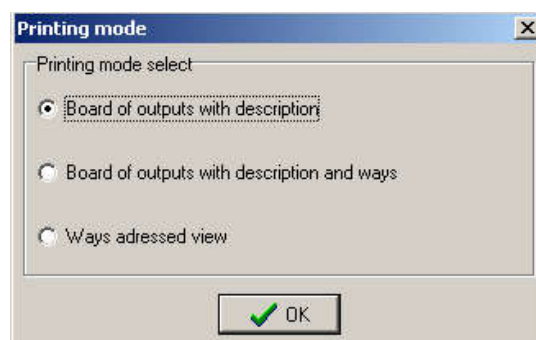 Printing mode
Printing mode select
Board of outputs with description
Board of outputs with description and ways
Ways adressed view
OK